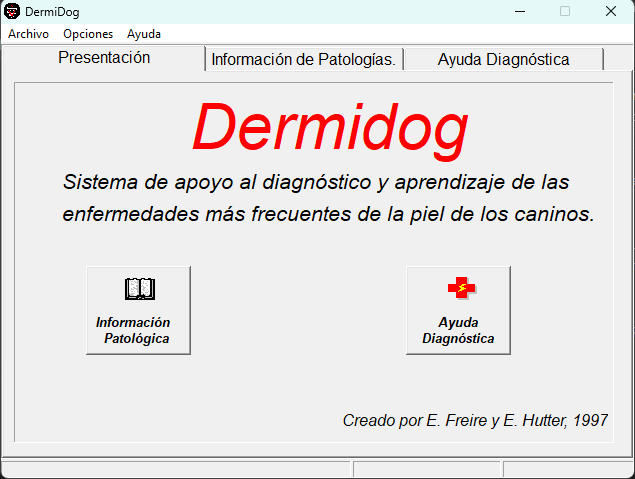 DermiDog
Archivo Opciones Ayuda
Presentación Información de Patologías. Ayuda Diagnóstica
Dermidog
Sistema de apoyo al diagnóstico y aprendizaje de las
enfermedades más frecuentes de la piel de los caninos.
Información
Patológica
Ayuda
Diagnóstica
Creado por E. Freire y E. Hutter, 1997